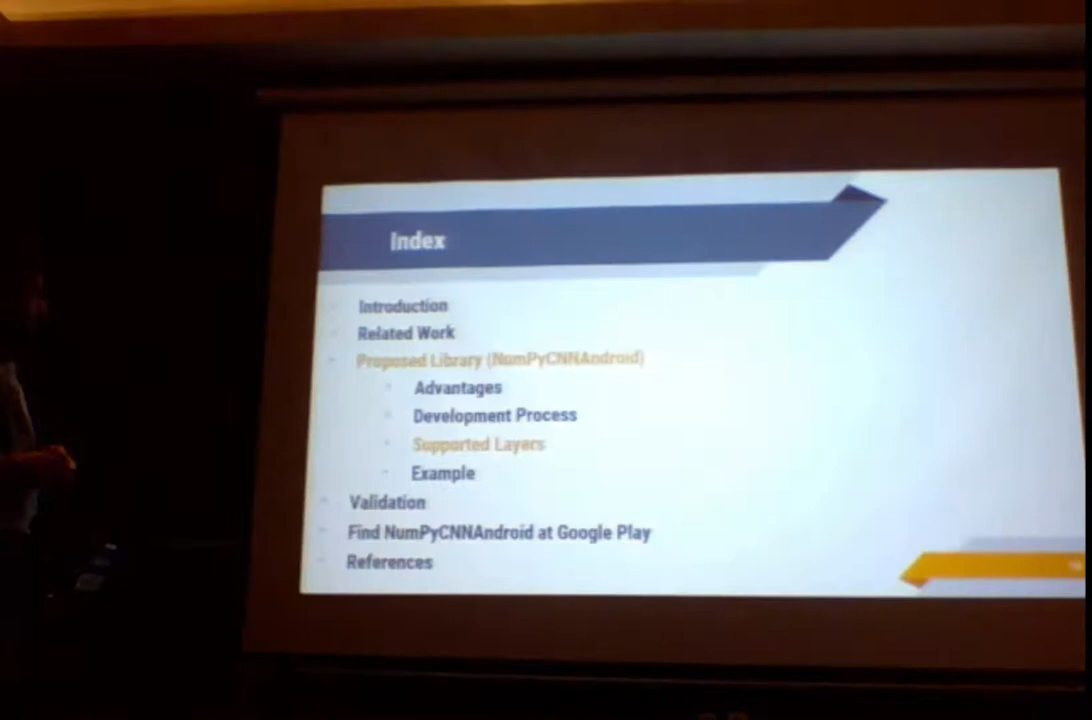 Index
Introduction
Related Work
Proposed Library (NumPyCNNAndroid)
Advantages
Development Process
Supported Layers
Example
Validation
Find NumPyCNNAndroid at Google Play
References